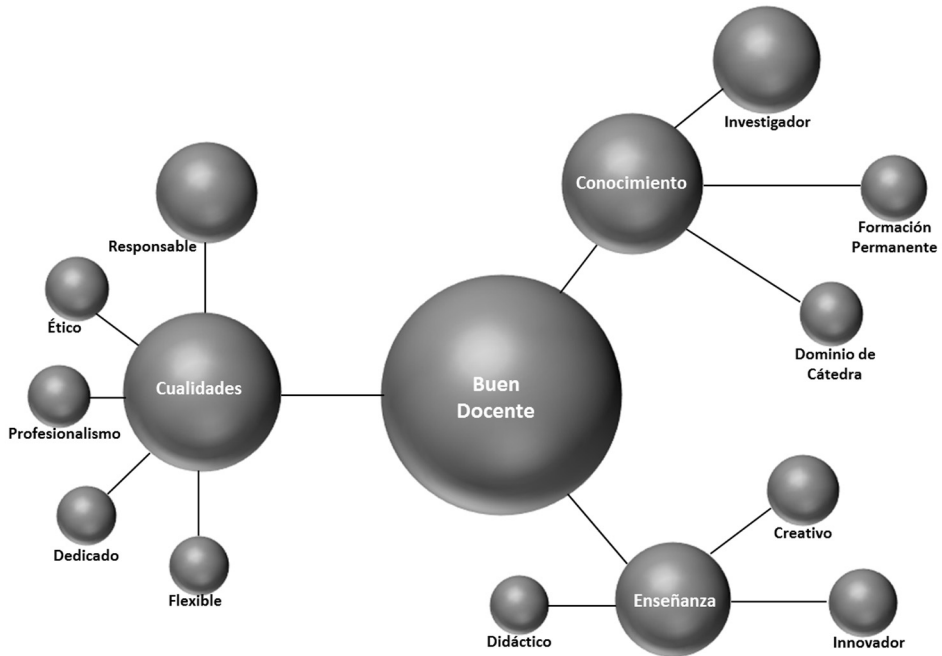 Investigador
Conocimiento
Formación
Permanente
Responsable
Ético
Dominio de
Cátedra
Cualidades
Buen
Docente
Profesionalismo
Dedicado
Creativo
Flexible
Enseñanza
Didáctico
Innovador